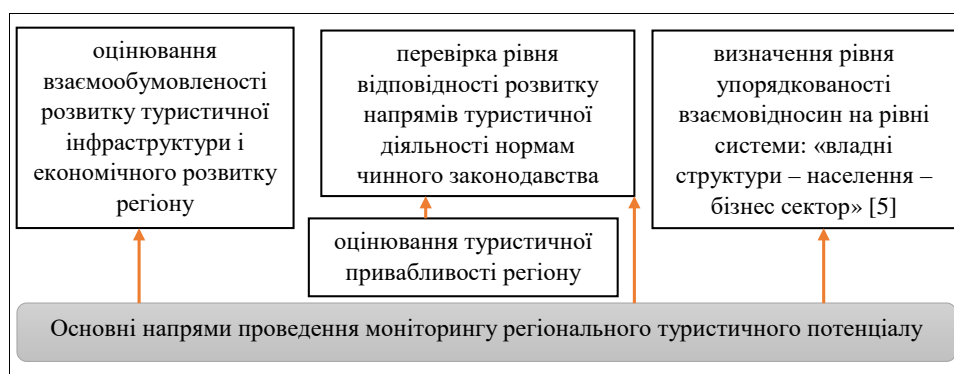 оцінювання
взаємообумовленості
розвитку туристичної
інфраструктури і
економічного розвитку
регіону
перевірка рівня
відповідності розвитку
напрямів туристичної
діяльності нормам
чинного законодавства
визначення рівня
упорядкованості
взаємовідносин на рівні
системи: «владні
структури – населення –
бізнес сектор» [5]
оцінювання туристичної
привабливості регіону
Основні напрями проведення моніторингу регіонального туристичного потенціалу